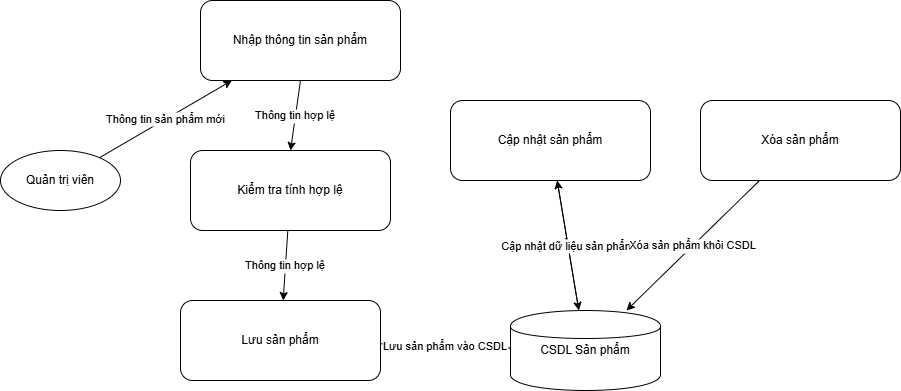 Nhập thông tin sản phẩm
Thông tin sản phẩm mới
Thông tin hợp lệ
Cập nhật sản phẩm
Xóa sản phẩm
Quản trị viên
Kiểm tra tính hợp lệ
Cập nhật dữ liệu sản phẩn
Xóa sản phẩm khỏi CSDL
Thông tin hợp lệ
Lưu sản phẩm
Lưu sản phẩm vào CSDL
CSDL Sản phẩm